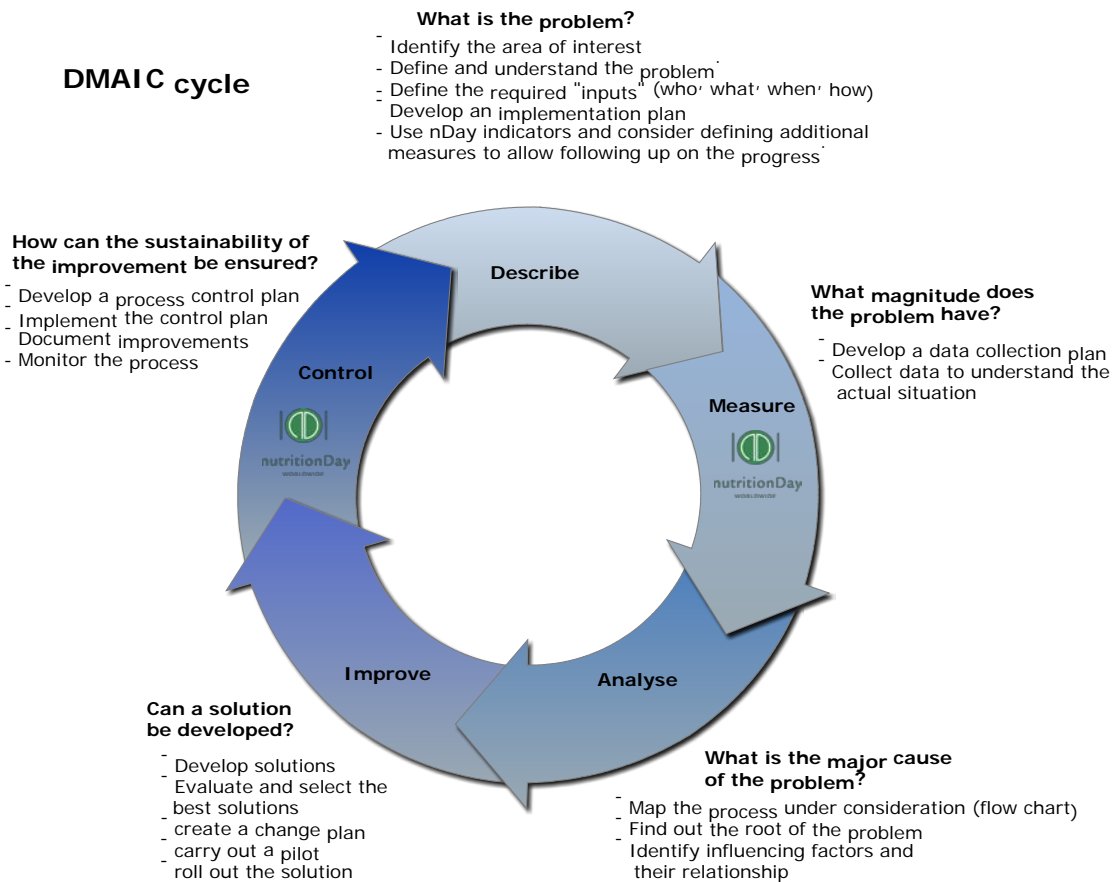 DMAIC cycle
What is the problem?
- Identify the area of interest
- Define and understand the problem.
- Define the required "inputs" (who, what, when, how)
- Develop an implementation plan
- Use nDay indicators and consider defining additional
measures to allow following up on the progress.
Describe
What magnitude does
the problem have?
- Develop a data collection plan
- Collect data to understand the
actual situation
Measure
nutritionDay
Analyse
What is the major cause
of the problem?
- Map the process under consideration (flow chart)
- Find out the root of the problem
- Identify influencing factors and
their relationship
Improve
Can a solution
be developed?
- Develop solutions
- Evaluate and select the
best solutions
- create a change plan
- carry out a pilot
- roll out the solution
Control
nutritionDay
How can the sustainability of
the improvement be ensured?
- Develop a process control plan
- Implement the control plan
- Document improvements
- Monitor the process